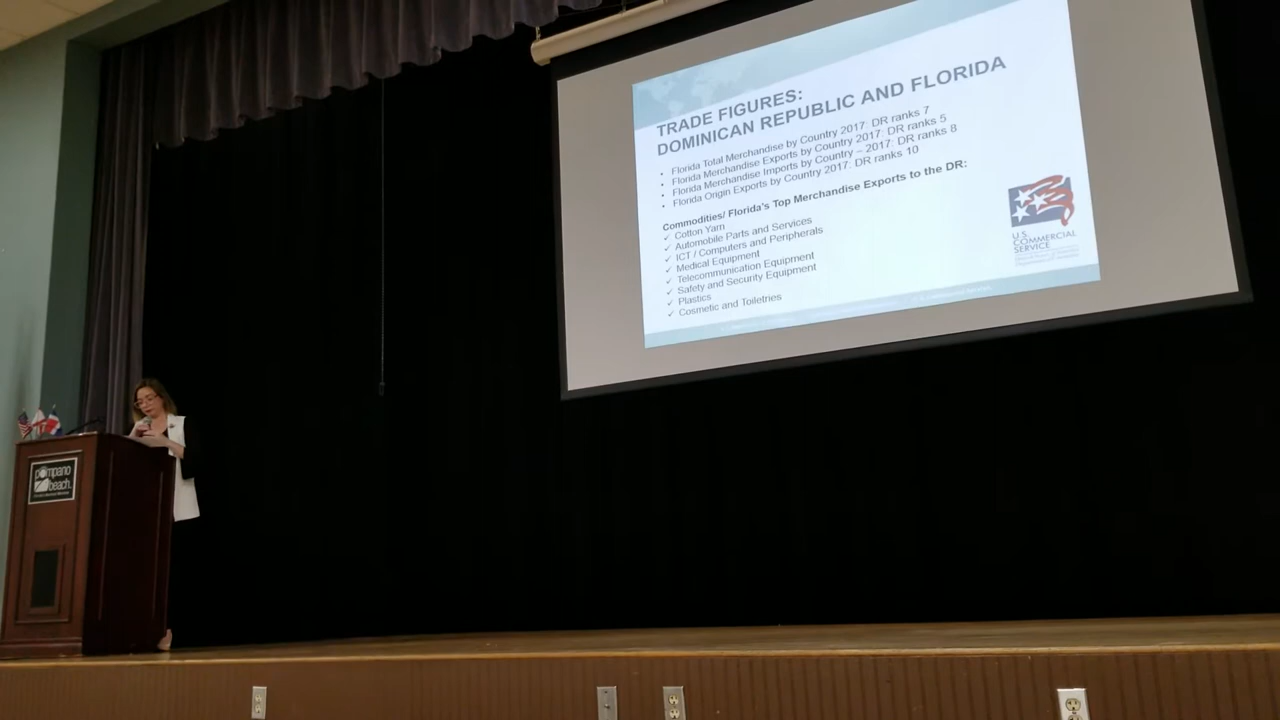 TRADE FIGURES:
DOMINICAN REPUBLIC AND FLORIDA
• Florida Total Merchandise by Country 2017: DR ranks 7
• Florida Merchandise Exports by Country 2017: DR ranks 5
• Florida Merchandise Imports by Country – 2017: DR ranks 8
• Florida Origin Exports by Country 2017: DR ranks 10
Commodities/ Florida's Top Merchandise Exports to the DR:
✓ Cotton Yarn
✓ Automobile Parts and Services
✓ ICT / Computers and Peripherals
✓ Medical Equipment
✓ Telecommunication Equipment
✓ Safety and Security Equipment
✓ Plastics
✓ Cosmetic and Toiletries
U.S.
COMMERCIAL
SERVICE
pompano
beach.